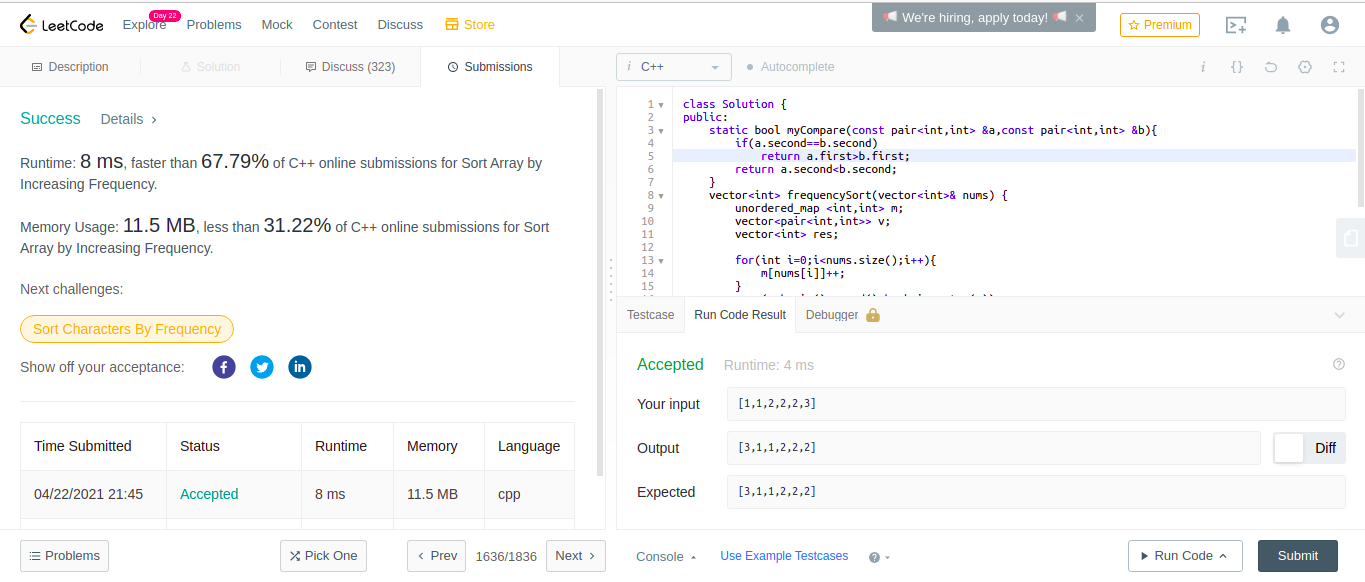 LeetCode
Explore
Day 22
Problems
Mock
Contest
Discuss
Store
We're hiring, apply today!
Premium
Description
Solution
Discuss (323)
Submissions
C++
Autocomplete
Success
Details
Runtime: 8 ms, faster than 67.79% of C++ online submissions for Sort Array by
Increasing Frequency.
Memory Usage: 11.5 MB, less than 31.22% of C++ online submissions for Sort
Array by Increasing Frequency.
Next challenges:
Sort Characters By Frequency
Show off your acceptance:
Time Submitted Status Runtime Memory Language
04/22/2021 21:45 Accepted 8 ms 11.5 MB cpp
Problems
Pick One
Prev
1636/1836
Next
1 class Solution {
2 public:
3 static bool myCompare(const pair<int,int> &a,const pair<int,int> &b){
4 if(a.second==b.second)
5 return a.first>b.first;
6 return a.second<b.second;
7 }
8 vector<int> frequencySort(vector<int>& nums) {
9 unordered_map <int,int> m;
10 vector<pair<int,int>> v;
11 vector<int> res;
12
13 for(int i=0;i<nums.size();i++){
14 m[nums[i]]++;
15 }
Testcase
Run Code Result
Debugger
Accepted
Runtime: 4 ms
Your input
[1,1,2,2,2,3]
Output
[3,1,1,2,2,2]
Diff
Expected
[3,1,1,2,2,2]
Console
Use Example Testcases
Run Code
Submit